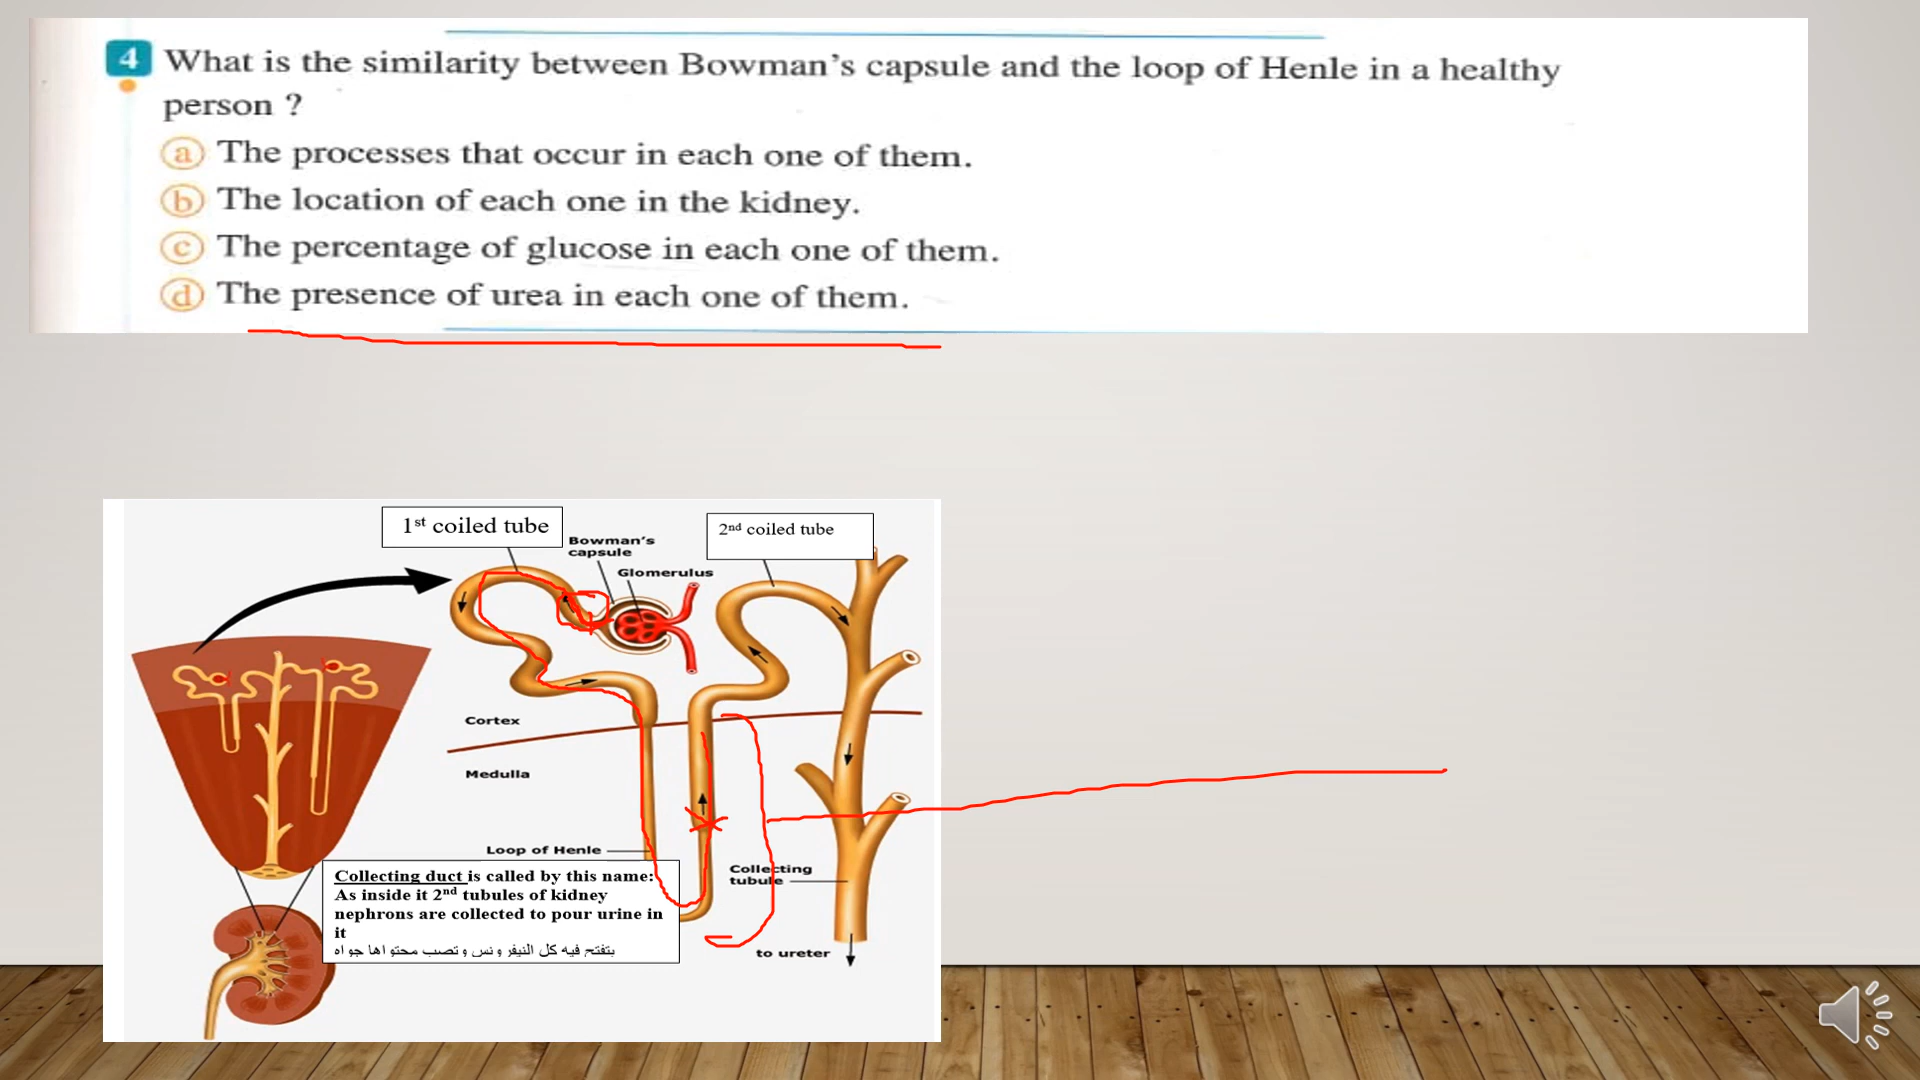 4 What is the similarity between Bowman's capsule and the loop of Henle in a healthy
person ?
a The processes that occur in each one of them.
b The location of each one in the kidney.
c The percentage of glucose in each one of them.
d The presence of urea in each one of them.
1st coiled tube
Bowman's
capsule
2nd coiled tube
Glomerulus
Cortex
Medulla
Loop of Henle
Collecting
tubule
Collecting duct is called by this name:
As inside it 2nd tubules of kidney
nephrons are collected to pour urine in
it
بتفتح فيه كل النيفرونس وتصب محتواها جواه
to ureter